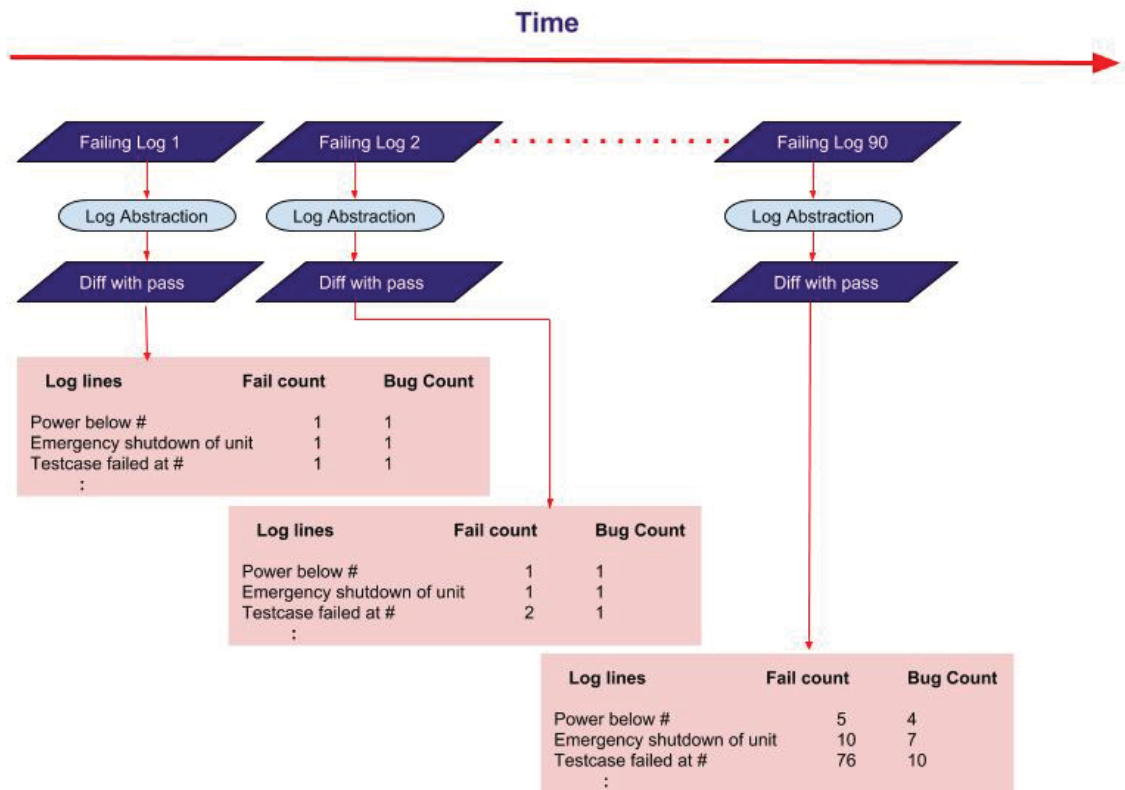 Time
Failing Log 1
Failing Log 2
Failing Log 90
Log Abstraction
Log Abstraction
Log Abstraction
Diff with pass
Diff with pass
Diff with pass
Log lines Fail count Bug Count
Power below # 1 1
Emergency shutdown of unit 1 1
Testcase failed at # 1 1
:
Log lines Fail count Bug Count
Power below # 1 1
Emergency shutdown of unit 1 1
Testcase failed at # 2 1
:
Log lines Fail count Bug Count
Power below # 5 4
Emergency shutdown of unit 10 7
Testcase failed at # 76 10
: